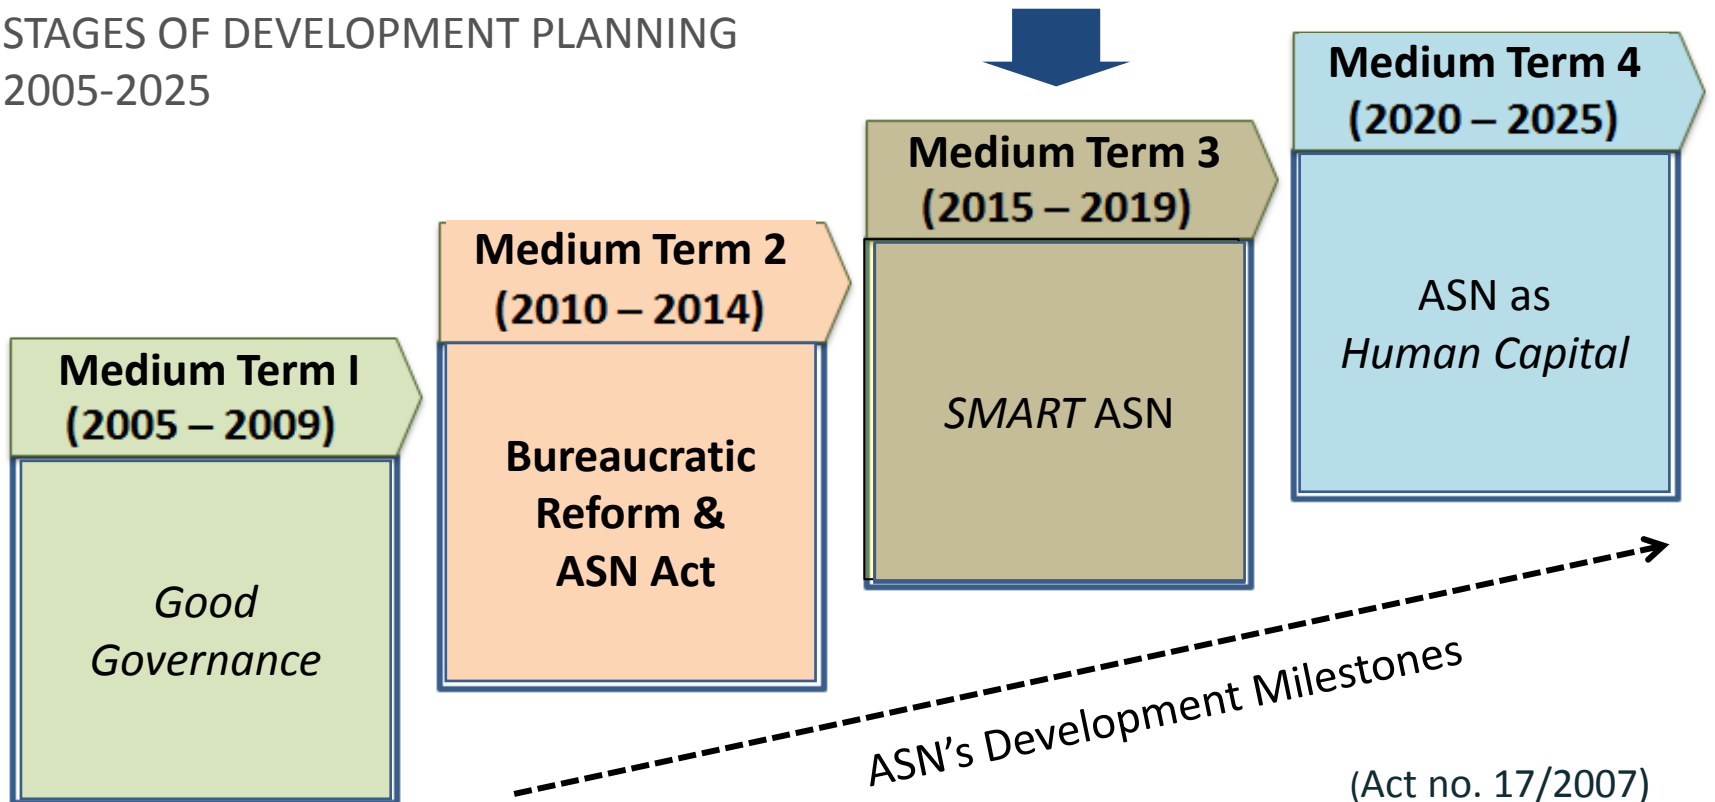 STAGES OF DEVELOPMENT PLANNING
2005-2025
Medium Term I
(2005 – 2009)
Good
Governance
Medium Term 2
(2010 – 2014)
Bureaucratic
Reform &
ASN Act
Medium Term 3
(2015 – 2019)
SMART ASN
Medium Term 4
(2020 – 2025)
ASN as
Human Capital
ASN's Development Milestones
(Act no. 17/2007)